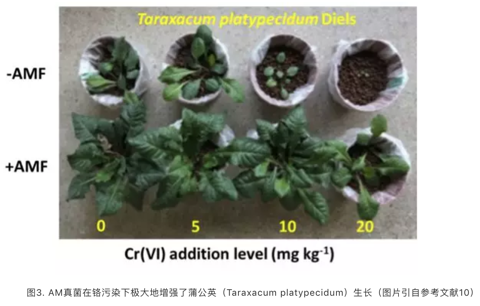 Taraxacum platypecidum Diels
-AMF
+AMF
0 5 10 20
Cr(VI) addition level (mg kg-1)
图3. AM真菌在铬污染下极大地增强了蒲公英（Taraxacum platypecidum）生长（图片引自参考文献10）